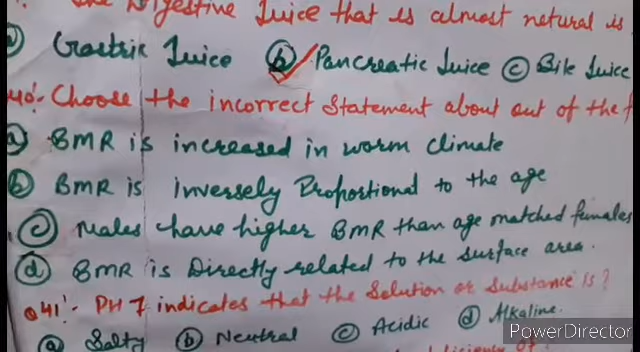 The Digestive Juice that is almost netural is
a Gastric Juice b Pancreatic Juice c Bile Juice
40:- Choose the incorrect Statement about out of the f
a) BMR is increased in worm climate
b BMR is inversely Proportional to the age
c Males have higher BMR than age matched females
d BMR is Directly related to the surface area.
Q41:- PH 7 indicates that the Solution or Substance is?
a Salty b Neutral c Acidic d Alkaline.
PowerDirector